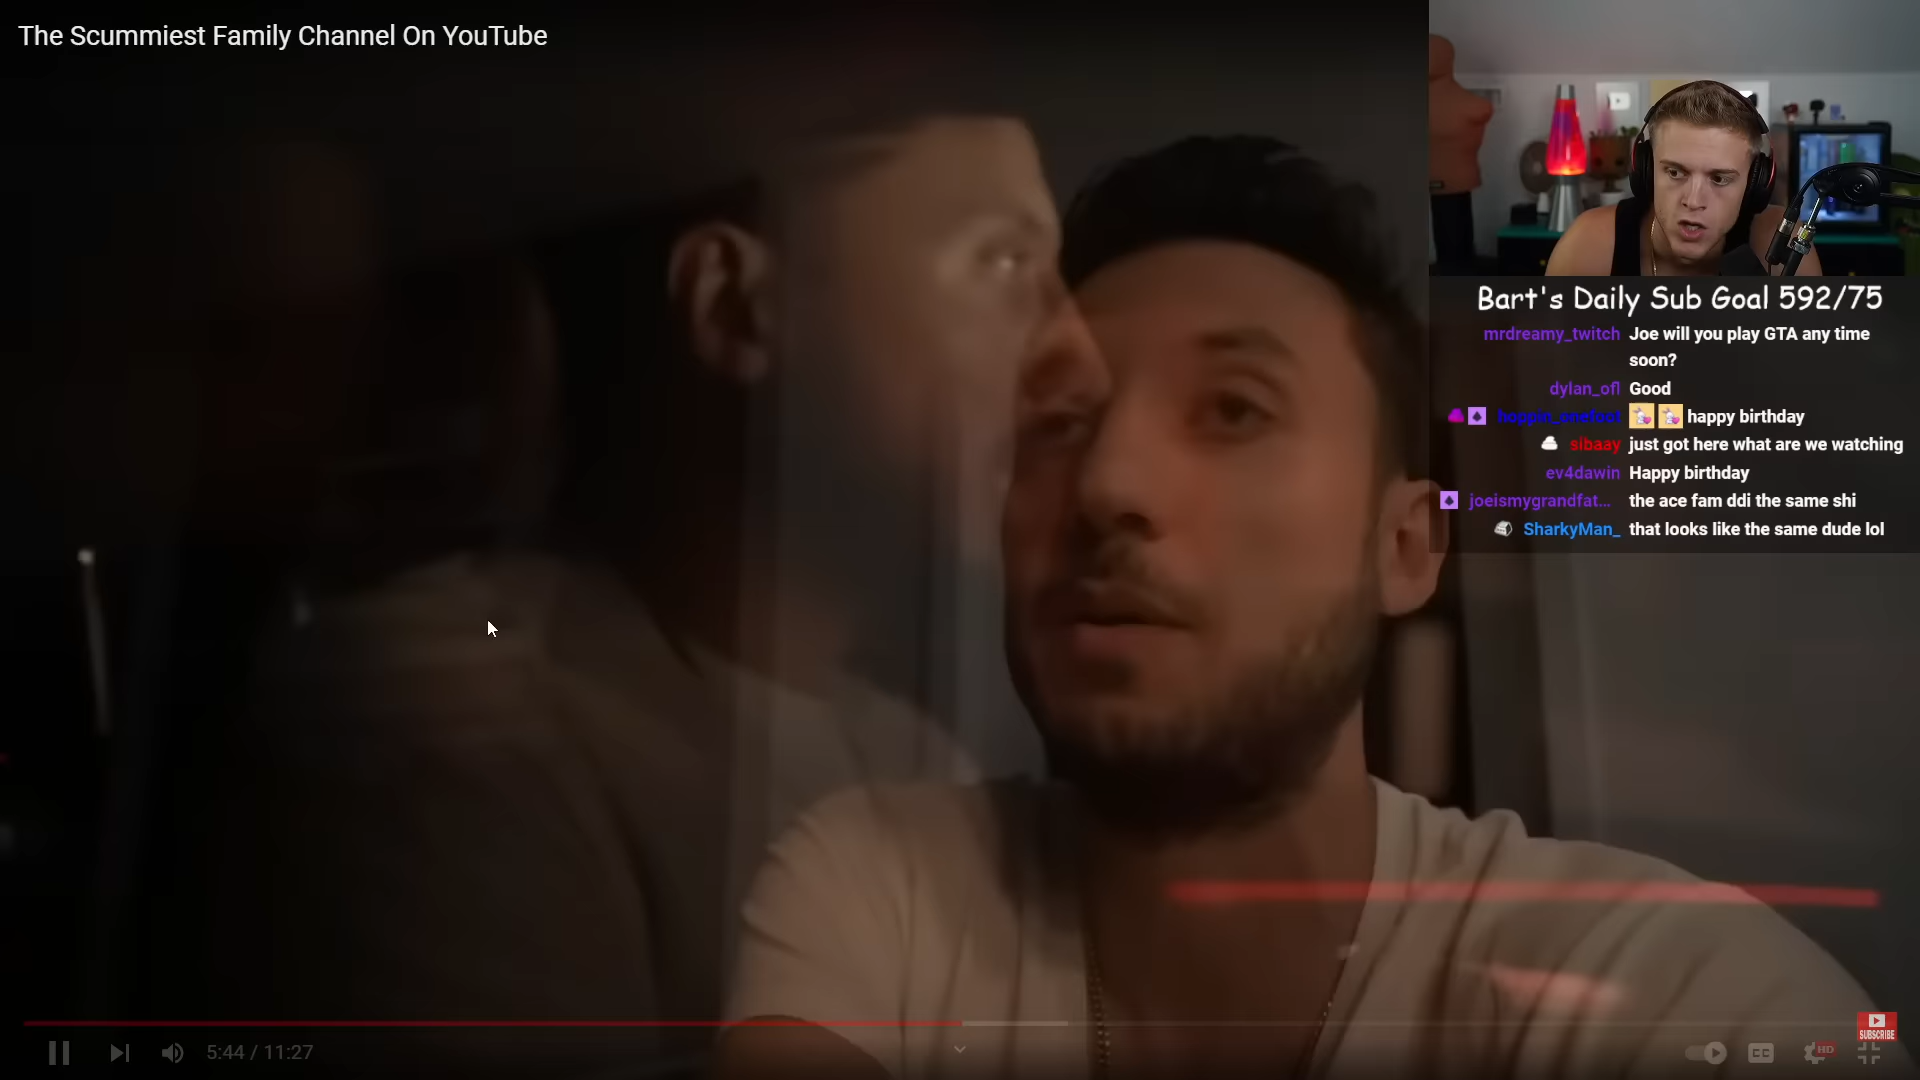 The Scummiest Family Channel On YouTube
Bart's Daily Sub Goal 592/75
mrdreamy_twitch Joe will you play GTA any time
soon?
dylan_ofl Good
hoppin_onefoot happy birthday
sibaay just got here what are we watching
ev4dawin Happy birthday
joeismygrandfat... the ace fam ddi the same shi
SharkyMan_ that looks like the same dude lol
SUBSCRIBE
5:44 / 11:27
CC
HD